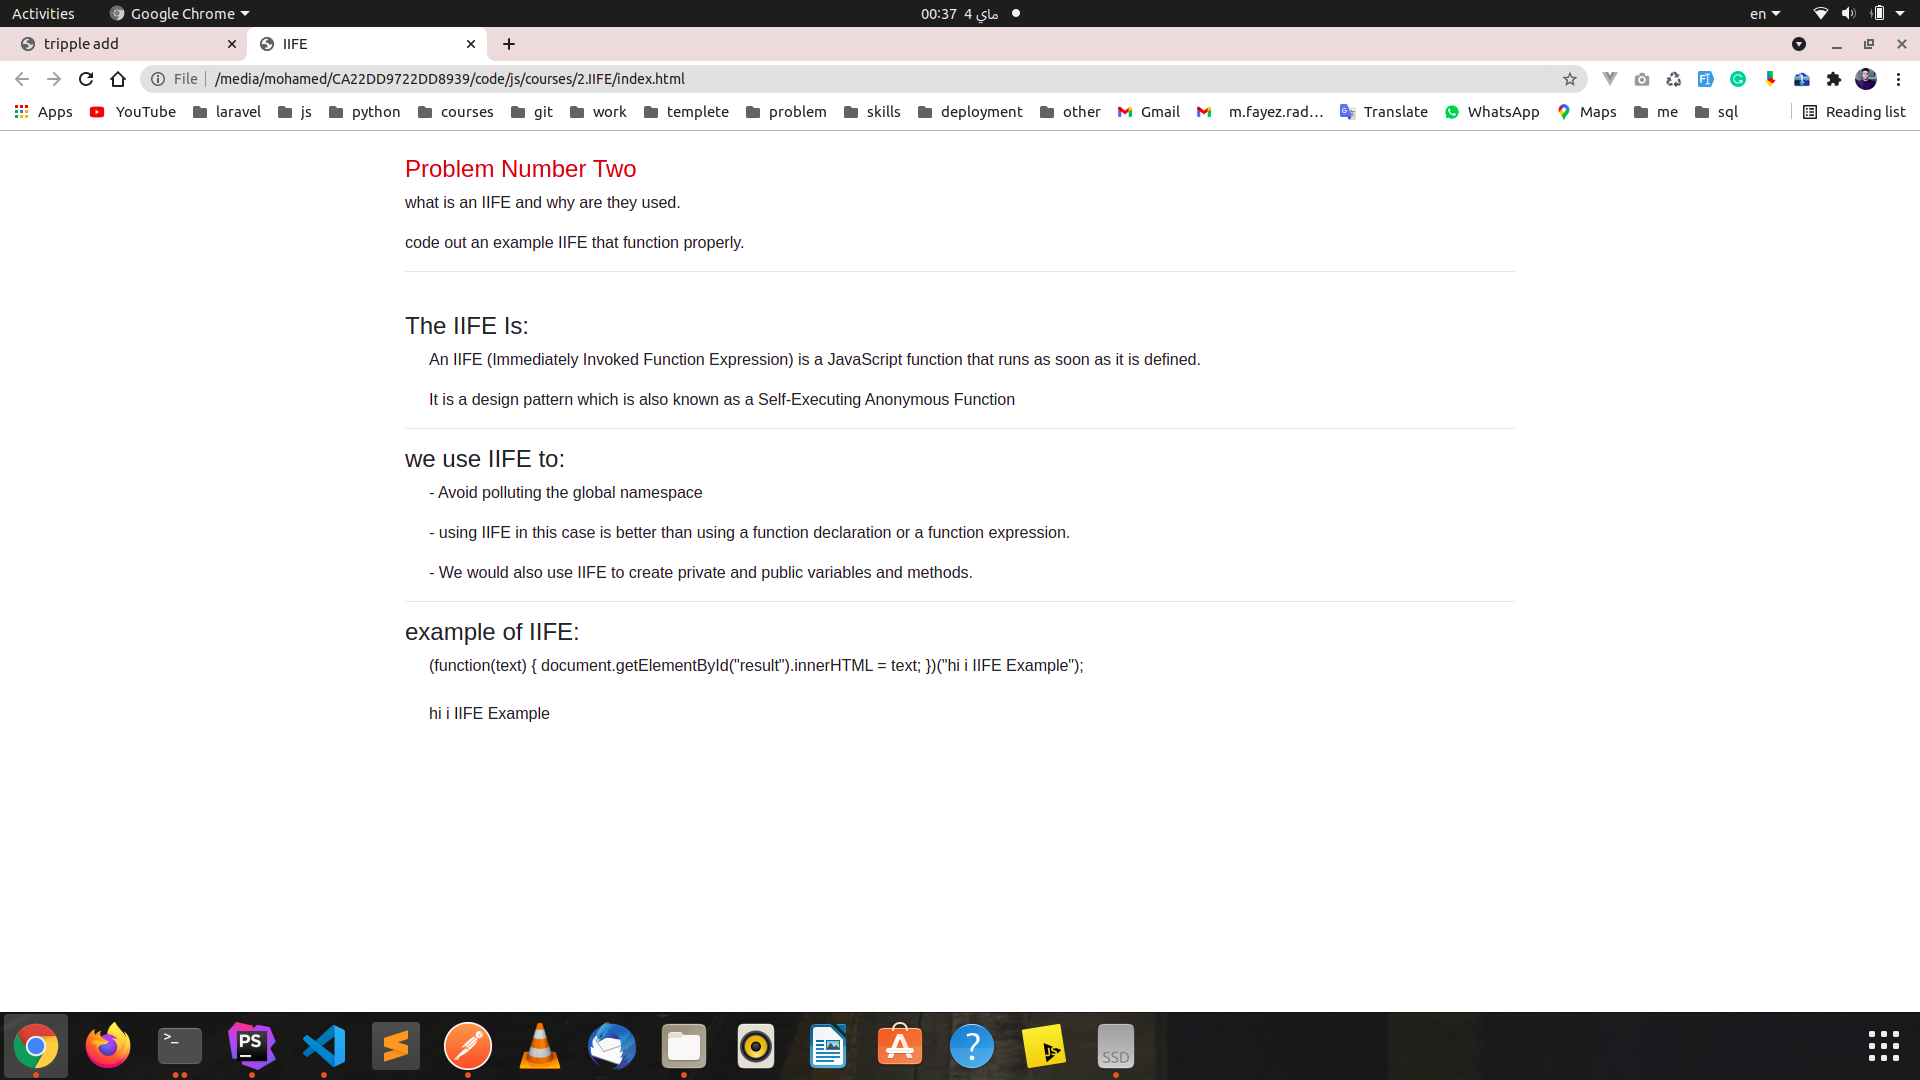 Activities
Google Chrome
00:37 4 ماي
en
tripple add
IIFE
File
/media/mohamed/CA22DD9722DD8939/code/js/courses/2.IIFE/index.html
Apps
YouTube
laravel
js
python
courses
git
work
templete
problem
skills
deployment
other
Gmail
m.fayez.rad...
Translate
WhatsApp
Maps
me
sql
Reading list
Problem Number Two
what is an IIFE and why are they used.
code out an example IIFE that function properly.
The IIFE Is:
An IIFE (Immediately Invoked Function Expression) is a JavaScript function that runs as soon as it is defined.
It is a design pattern which is also known as a Self-Executing Anonymous Function
we use IIFE to:
- Avoid polluting the global namespace
- using IIFE in this case is better than using a function declaration or a function expression.
- We would also use IIFE to create private and public variables and methods.
example of IIFE:
(function(text) { document.getElementById("result").innerHTML = text; })("hi i IIFE Example");
hi i IIFE Example
>_
PS
?
JS
SSD